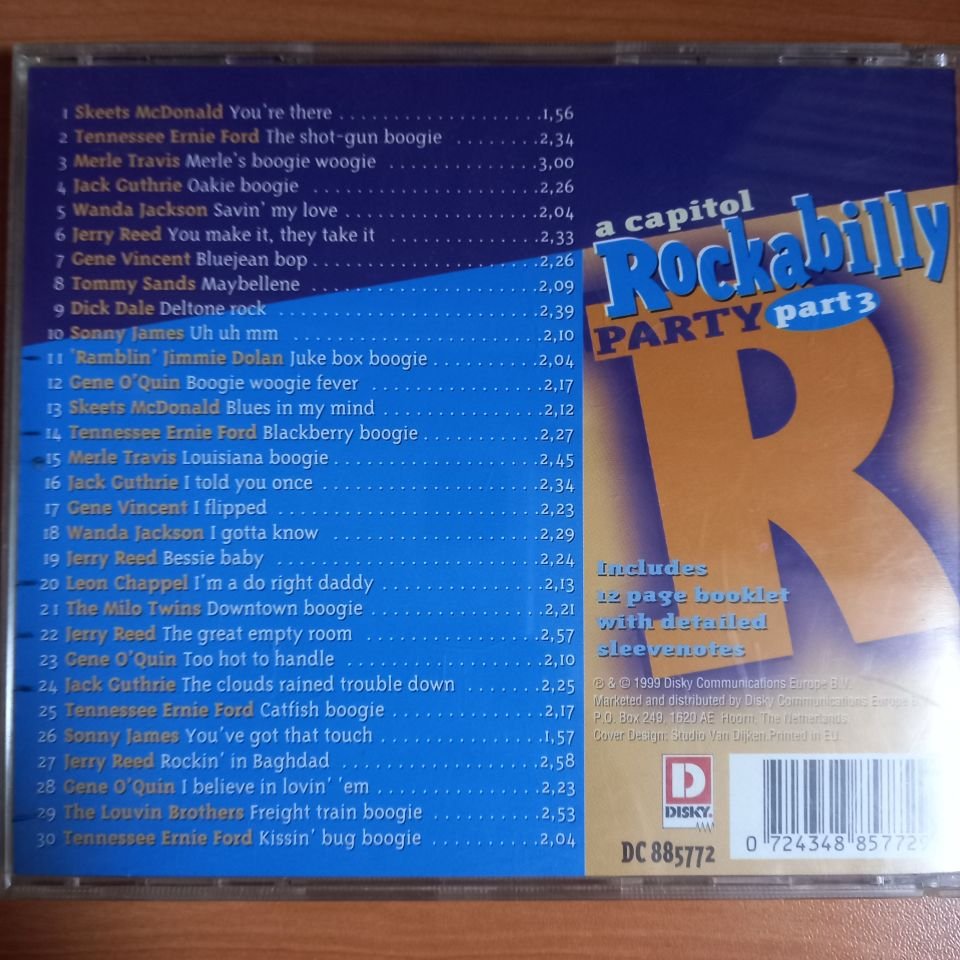 1 Skeets McDonald You're there ...................1,56
2 Tennessee Ernie Ford The shot-gun boogie ........2,34
3 Merle Travis Merle's boogie woogie ..............3,00
4 Jack Guthrie Oakie boogie ......................2,26
5 Wanda Jackson Savin' my love ...................2,04
6 Jerry Reed You make it, they take it ..............2,33
7 Gene Vincent Bluejean bop......................2,26
8 Tommy Sands Maybellene .......................2,09
9 Dick Dale Deltone rock .........................2,39
10 Sonny James Uh uh mm ........................2,10
11 'Ramblin' Jimmie Dolan Juke box boogie ..........2,04
12 Gene O'Quin Boogie woogie fever ................2,17
13 Skeets McDonald Blues in my mind ...............2,12
14 Tennessee Ernie Ford Blackberry boogie...........2,27
15 Merle Travis Louisiana boogie....................2,45
16 Jack Guthrie I told you once .....................2,34
17 Gene Vincent I flipped .........................2,23
18 Wanda Jackson I gotta know ....................2,29
19 Jerry Reed Bessie baby .........................2,24
20 Leon Chappel I'm a do right daddy ...............2,13
21 The Milo Twins Downtown boogie ................2,21
22 Jerry Reed The great empty room ................2,57
23 Gene O'Quin Too hot to handle ..................2,10
24 Jack Guthrie The clouds rained trouble down .......2,25
25 Tennessee Ernie Ford Catfish boogie ..............2,17
26 Sonny James You've got that touch ...............1,57
27 Jerry Reed Rockin' in Baghdad ..................2,58
28 Gene O'Quin I believe in lovin' 'em ..............2,23
29 The Louvin Brothers Freight train boogie ..........2,53
30 Tennessee Ernie Ford Kissin' bug boogie ..........2,04
a capitol
Rockabilly
PARTY part 3
R
Includes
12 page booklet
with detailed
sleevenotes
℗ & © 1999 Disky Communications Europe B.V.
Marketed and distributed by Disky Communications Europe B.V.
P.O. Box 249, 1620 AE Hoorn, The Netherlands.
Cover Design: Studio Van Dijken.Printed in EU.
D
DISKY
DC 885772
0 724348 857729